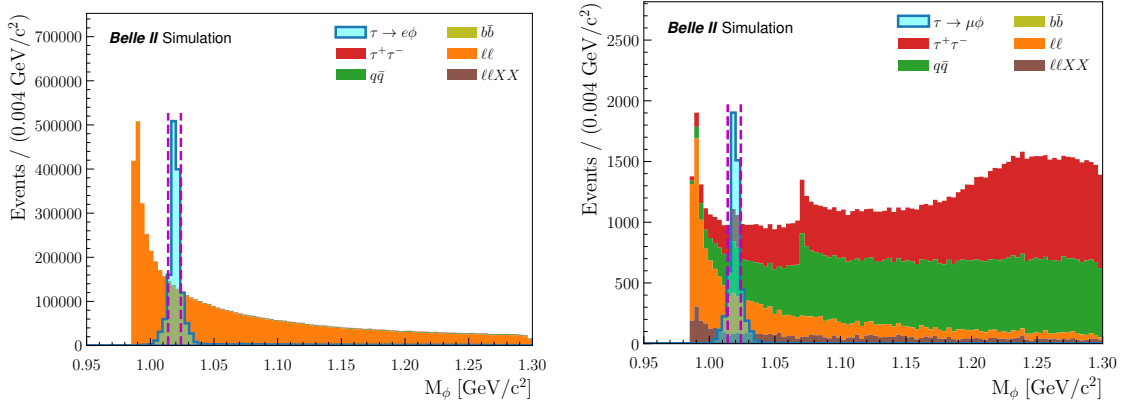 Belle II Simulation
τ → eϕ
τ⁺τ⁻
qq̄
bb̄
ℓℓ
ℓℓXX
Events / (0.004 GeV/c²)
700000
600000
500000
400000
300000
200000
100000
0
0.95 1.00 1.05 1.10 1.15 1.20 1.25 1.30
M_ϕ [GeV/c²]
Belle II Simulation
τ → μϕ
τ⁺τ⁻
qq̄
bb̄
ℓℓ
ℓℓXX
Events / (0.004 GeV/c²)
2500
2000
1500
1000
500
0
0.95 1.00 1.05 1.10 1.15 1.20 1.25 1.30
M_ϕ [GeV/c²]